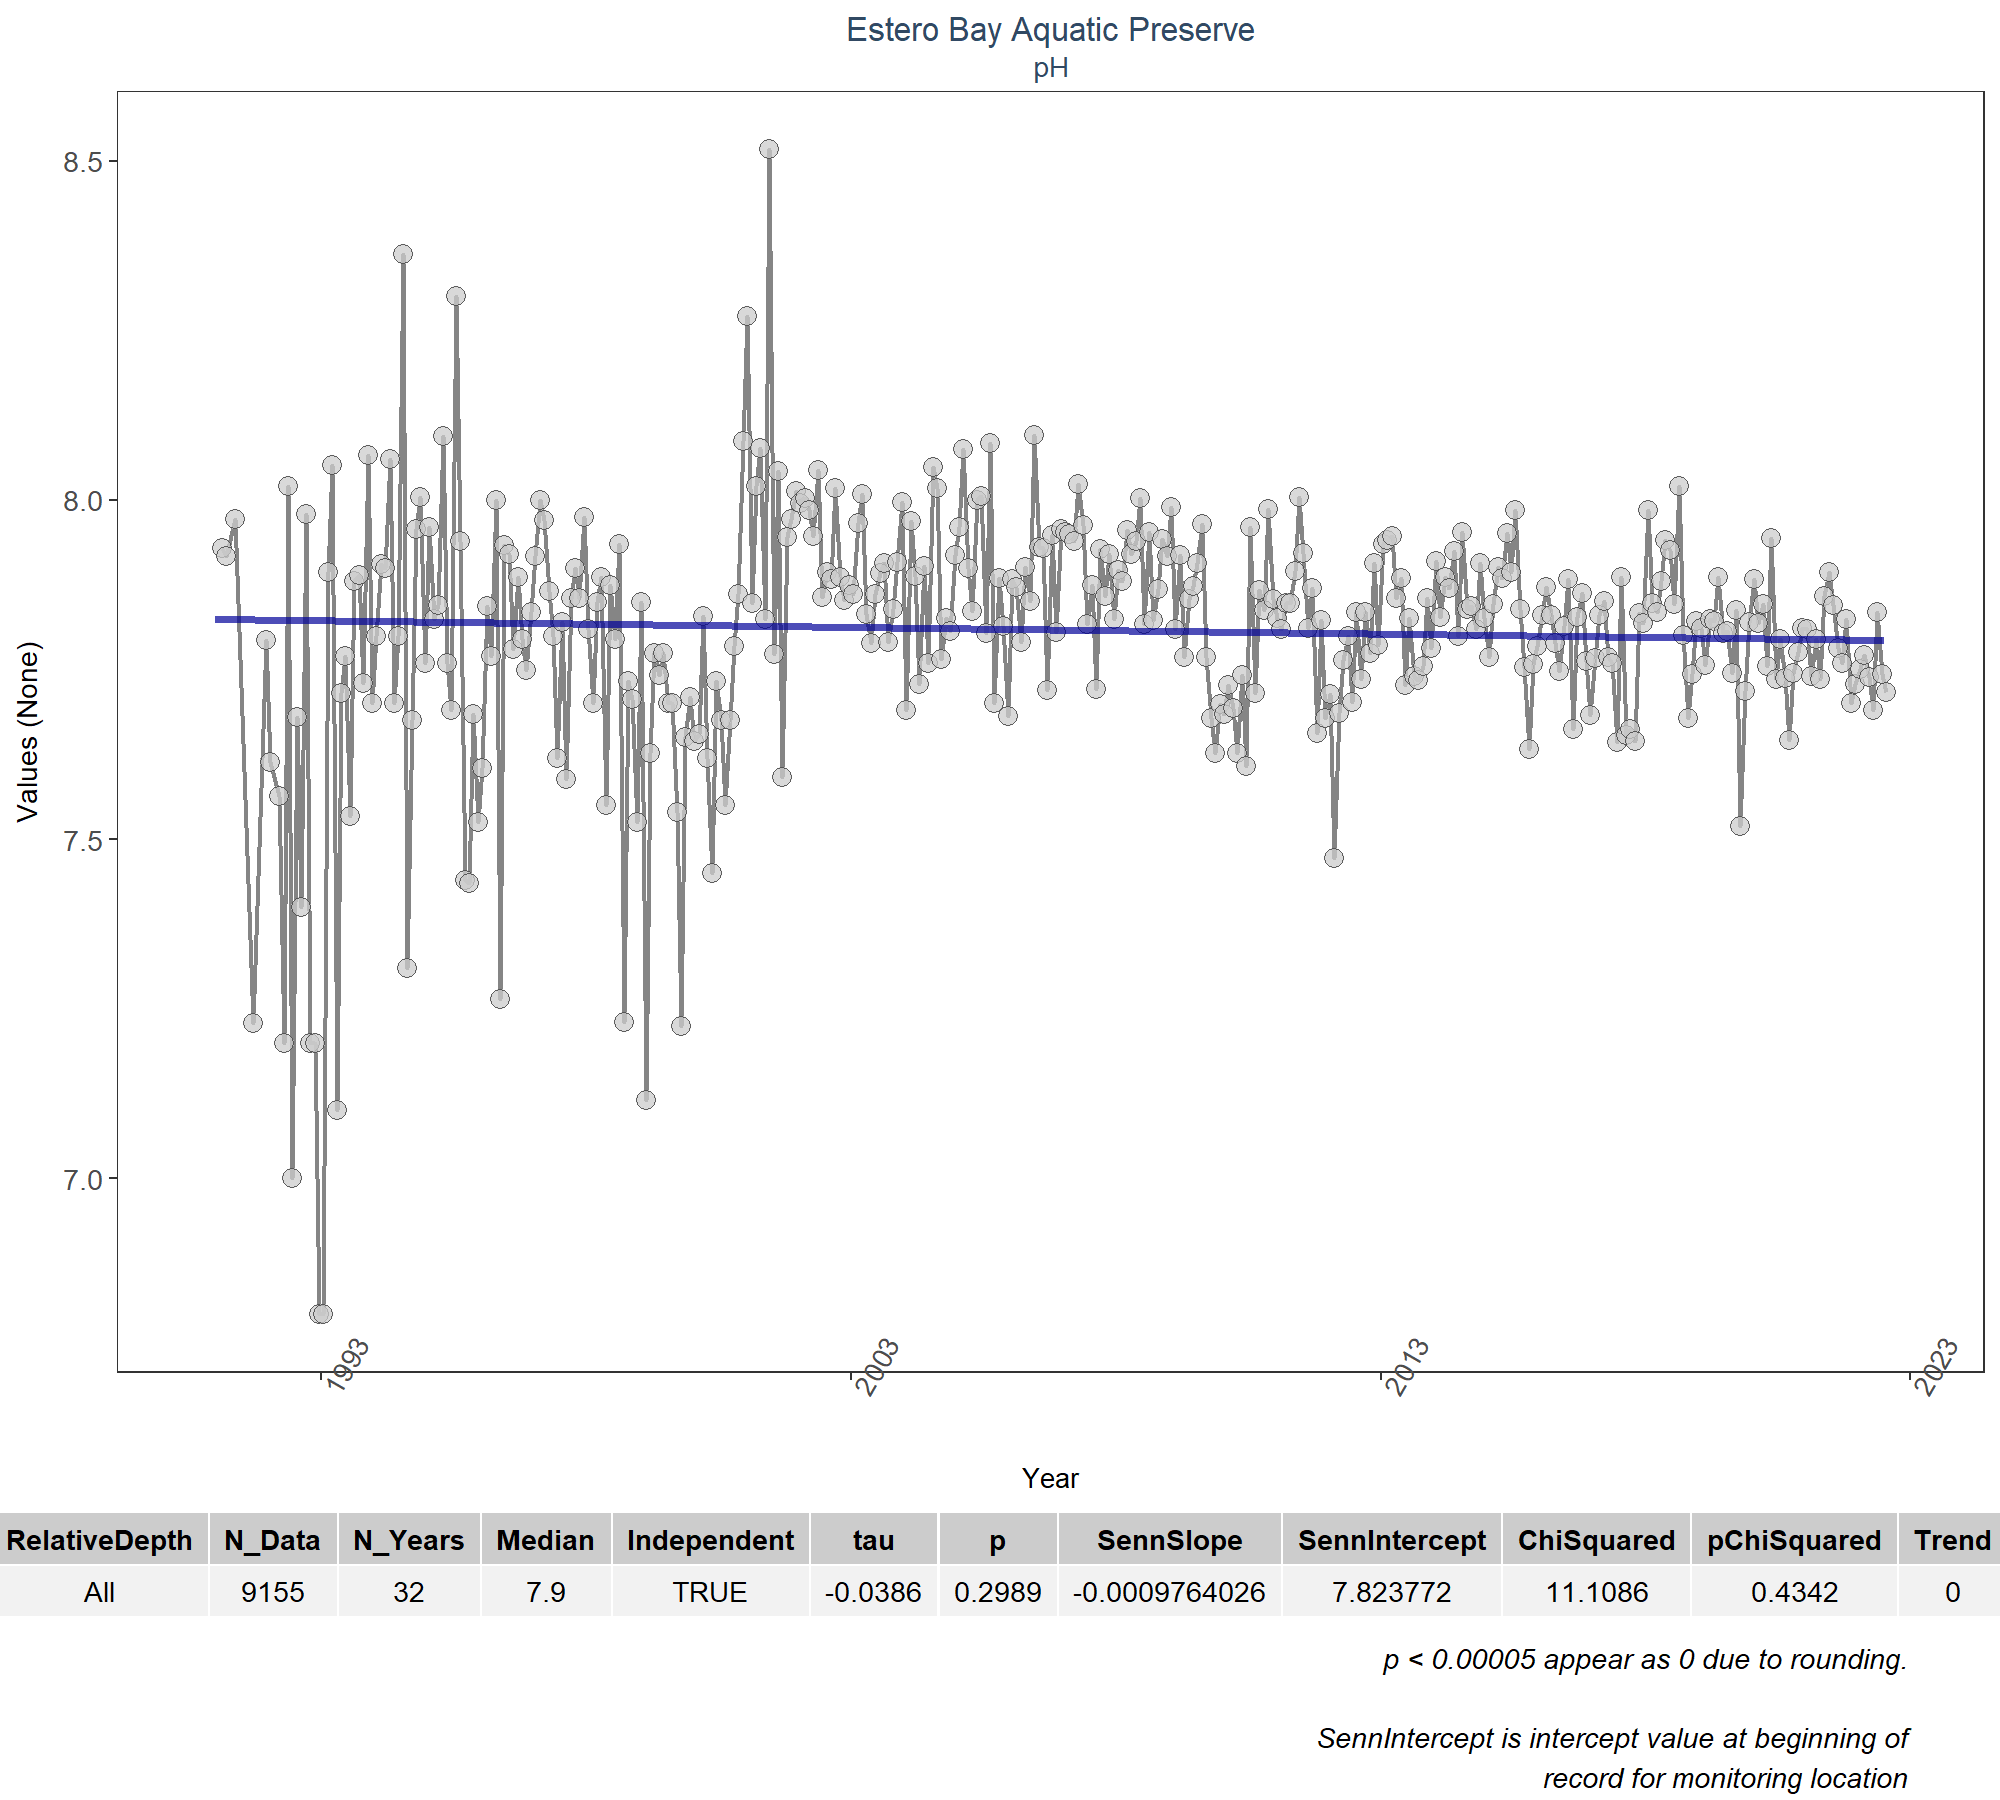 Estero Bay Aquatic Preserve
pH
Values (None)
8.5
8.0
7.5
7.0
1993
2003
2013
2023
Year
RelativeDepth N_Data N_Years Median Independent tau p SennSlope SennIntercept ChiSquared pChiSquared Trend
All 9155 32 7.9 TRUE -0.0386 0.2989 -0.0009764026 7.823772 11.1086 0.4342 0
p < 0.00005 appear as 0 due to rounding.
SennIntercept is intercept value at beginning of
record for monitoring location